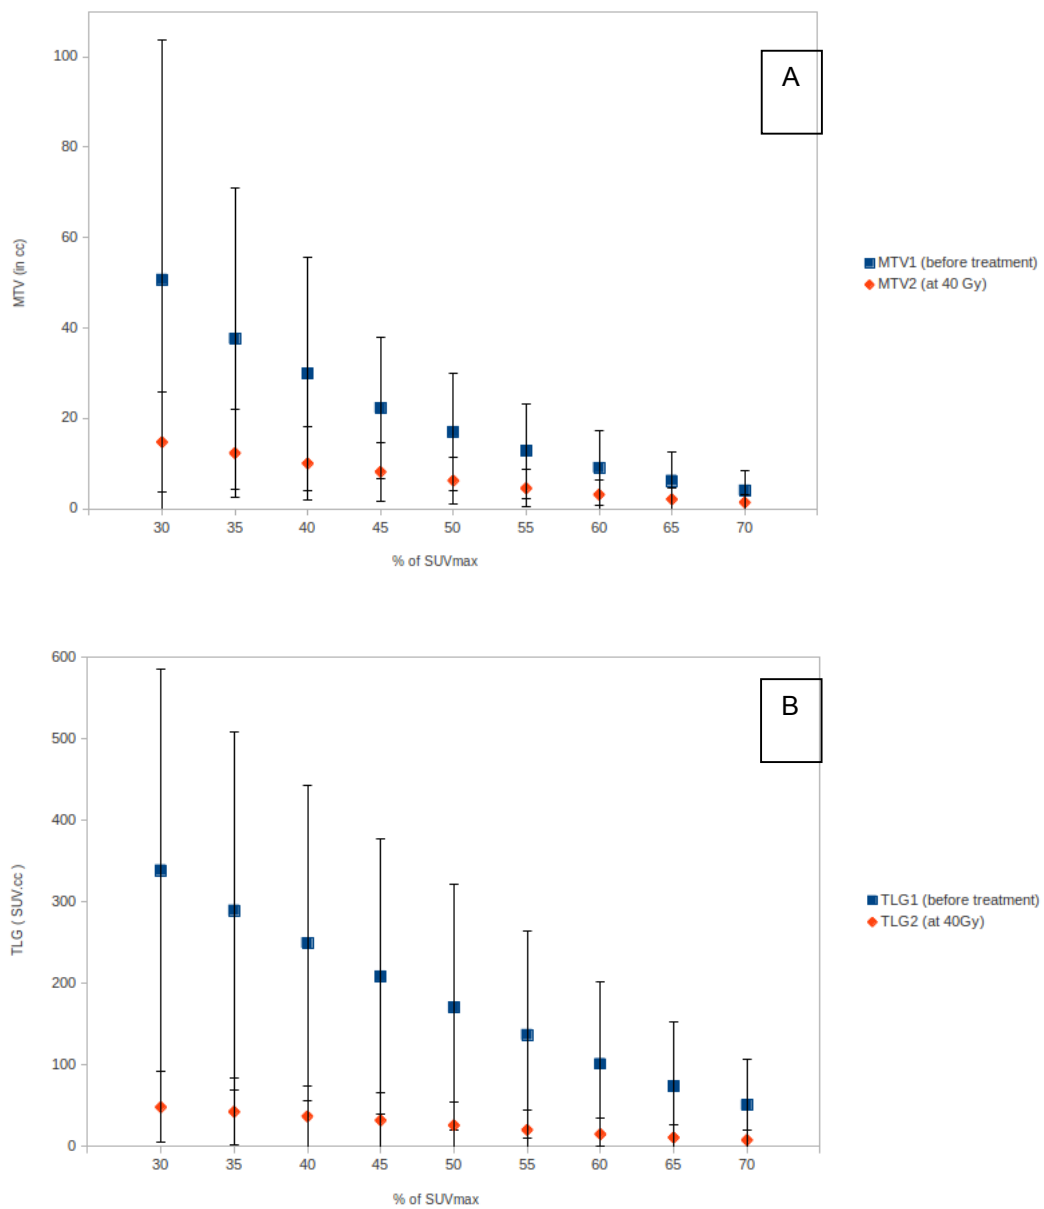 A
100
80
60
40
20
0
MTV (in cc)
30 35 40 45 50 55 60 65 70
% of SUVmax
MTV1 (before treatment)
MTV2 (at 40 Gy)
B
600
500
400
300
200
100
0
TLG ( SUV.cc )
30 35 40 45 50 55 60 65 70
% of SUVmax
TLG1 (before treatment)
TLG2 (at 40Gy)